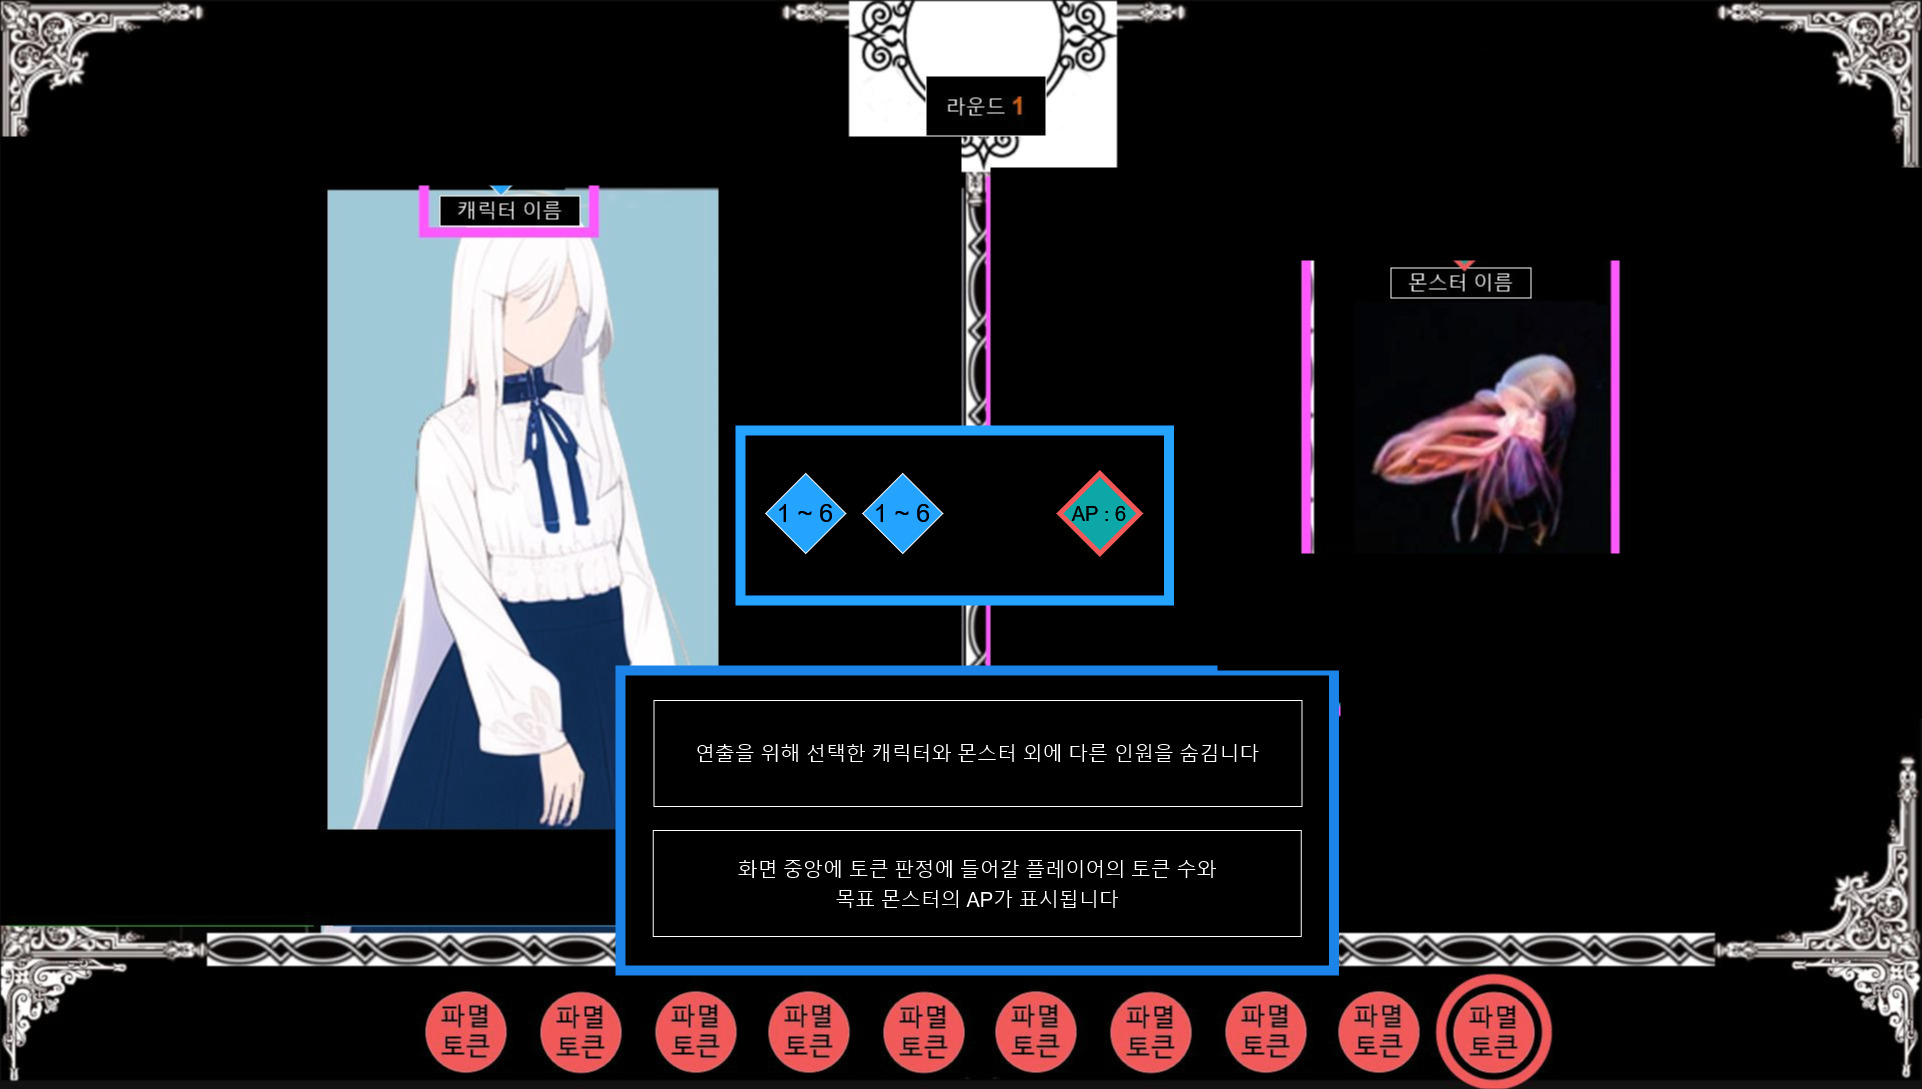 라운드 1
캐릭터 이름
몬스터 이름
1 ~ 6
1 ~ 6
AP : 6
연출을 위해 선택한 캐릭터와 몬스터 외에 다른 인원을 숨깁니다
화면 중앙에 토큰 판정에 들어갈 플레이어의 토큰 수와
목표 몬스터의 AP가 표시됩니다
파멸
토큰
파멸
토큰
파멸
토큰
파멸
토큰
파멸
토큰
파멸
토큰
파멸
토큰
파멸
토큰
파멸
토큰
파멸
토큰